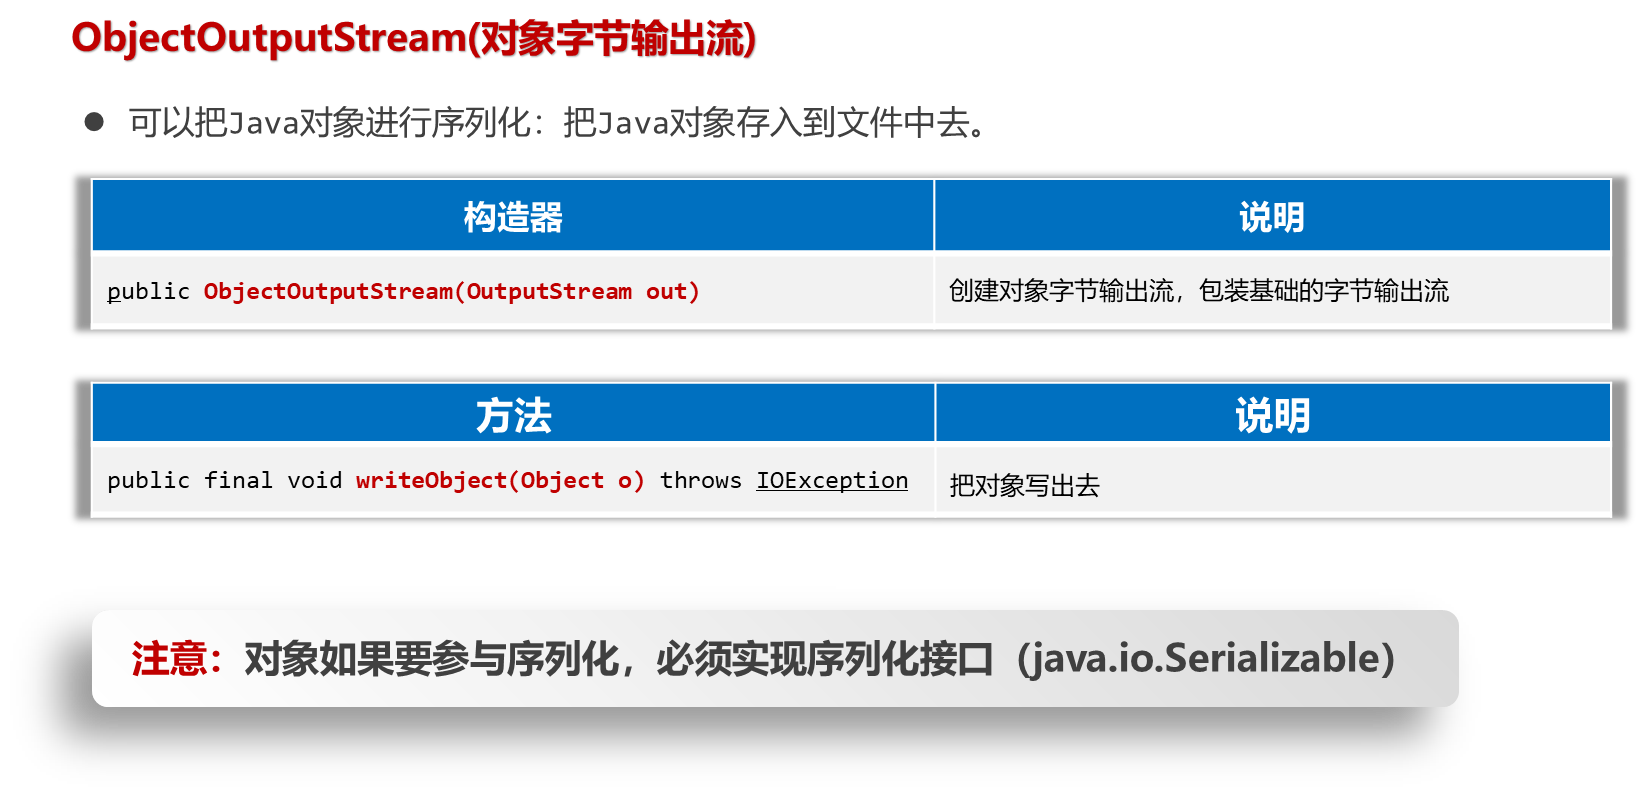 ObjectOutputStream(对象字节输出流)
● 可以把Java对象进行序列化：把Java对象存入到文件中去。
构造器 说明
public ObjectOutputStream(OutputStream out) 创建对象字节输出流，包装基础的字节输出流
方法 说明
public final void writeObject(Object o) throws IOException 把对象写出去
注意：对象如果要参与序列化，必须实现序列化接口（java.io.Serializable）